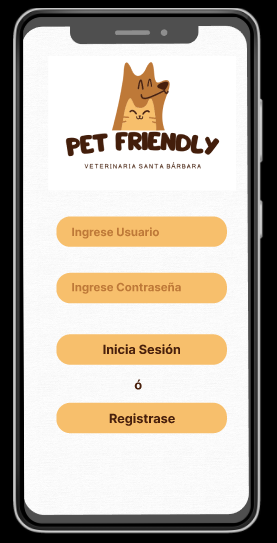 PET FRIENDLY
VETERINARIA SANTA BÁRBARA
Ingrese Usuario
Ingrese Contraseña
Inicia Sesión
ó
Registrase